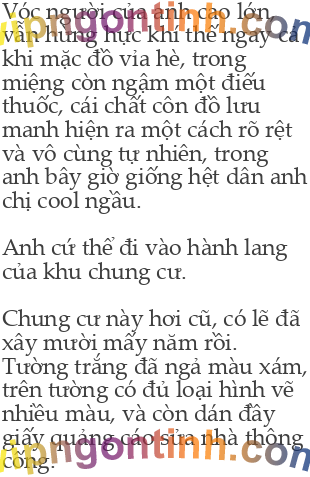 Vóc người của anh cao lớn,
vẫn hừng hực khí thế ngay cả
khi mặc đồ vỉa hè, trong
miệng còn ngậm một điếu
thuốc, cái chất côn đồ lưu
manh hiện ra một cách rõ rệt
và vô cùng tự nhiên, trong
anh bây giờ giống hệt dân anh
chị cool ngầu.
Anh cứ thể đi vào hành lang
của khu chung cư.
Chung cư này hơi cũ, có lẽ đã
xây mười mấy năm rồi.
Tường trắng đã ngả màu xám,
trên tường có đủ loại hình vẽ
nhiều màu, và còn dán đầy
giấy quảng cáo sửa nhà thông
cống.
vipngontinh.com
vipngontinh.com